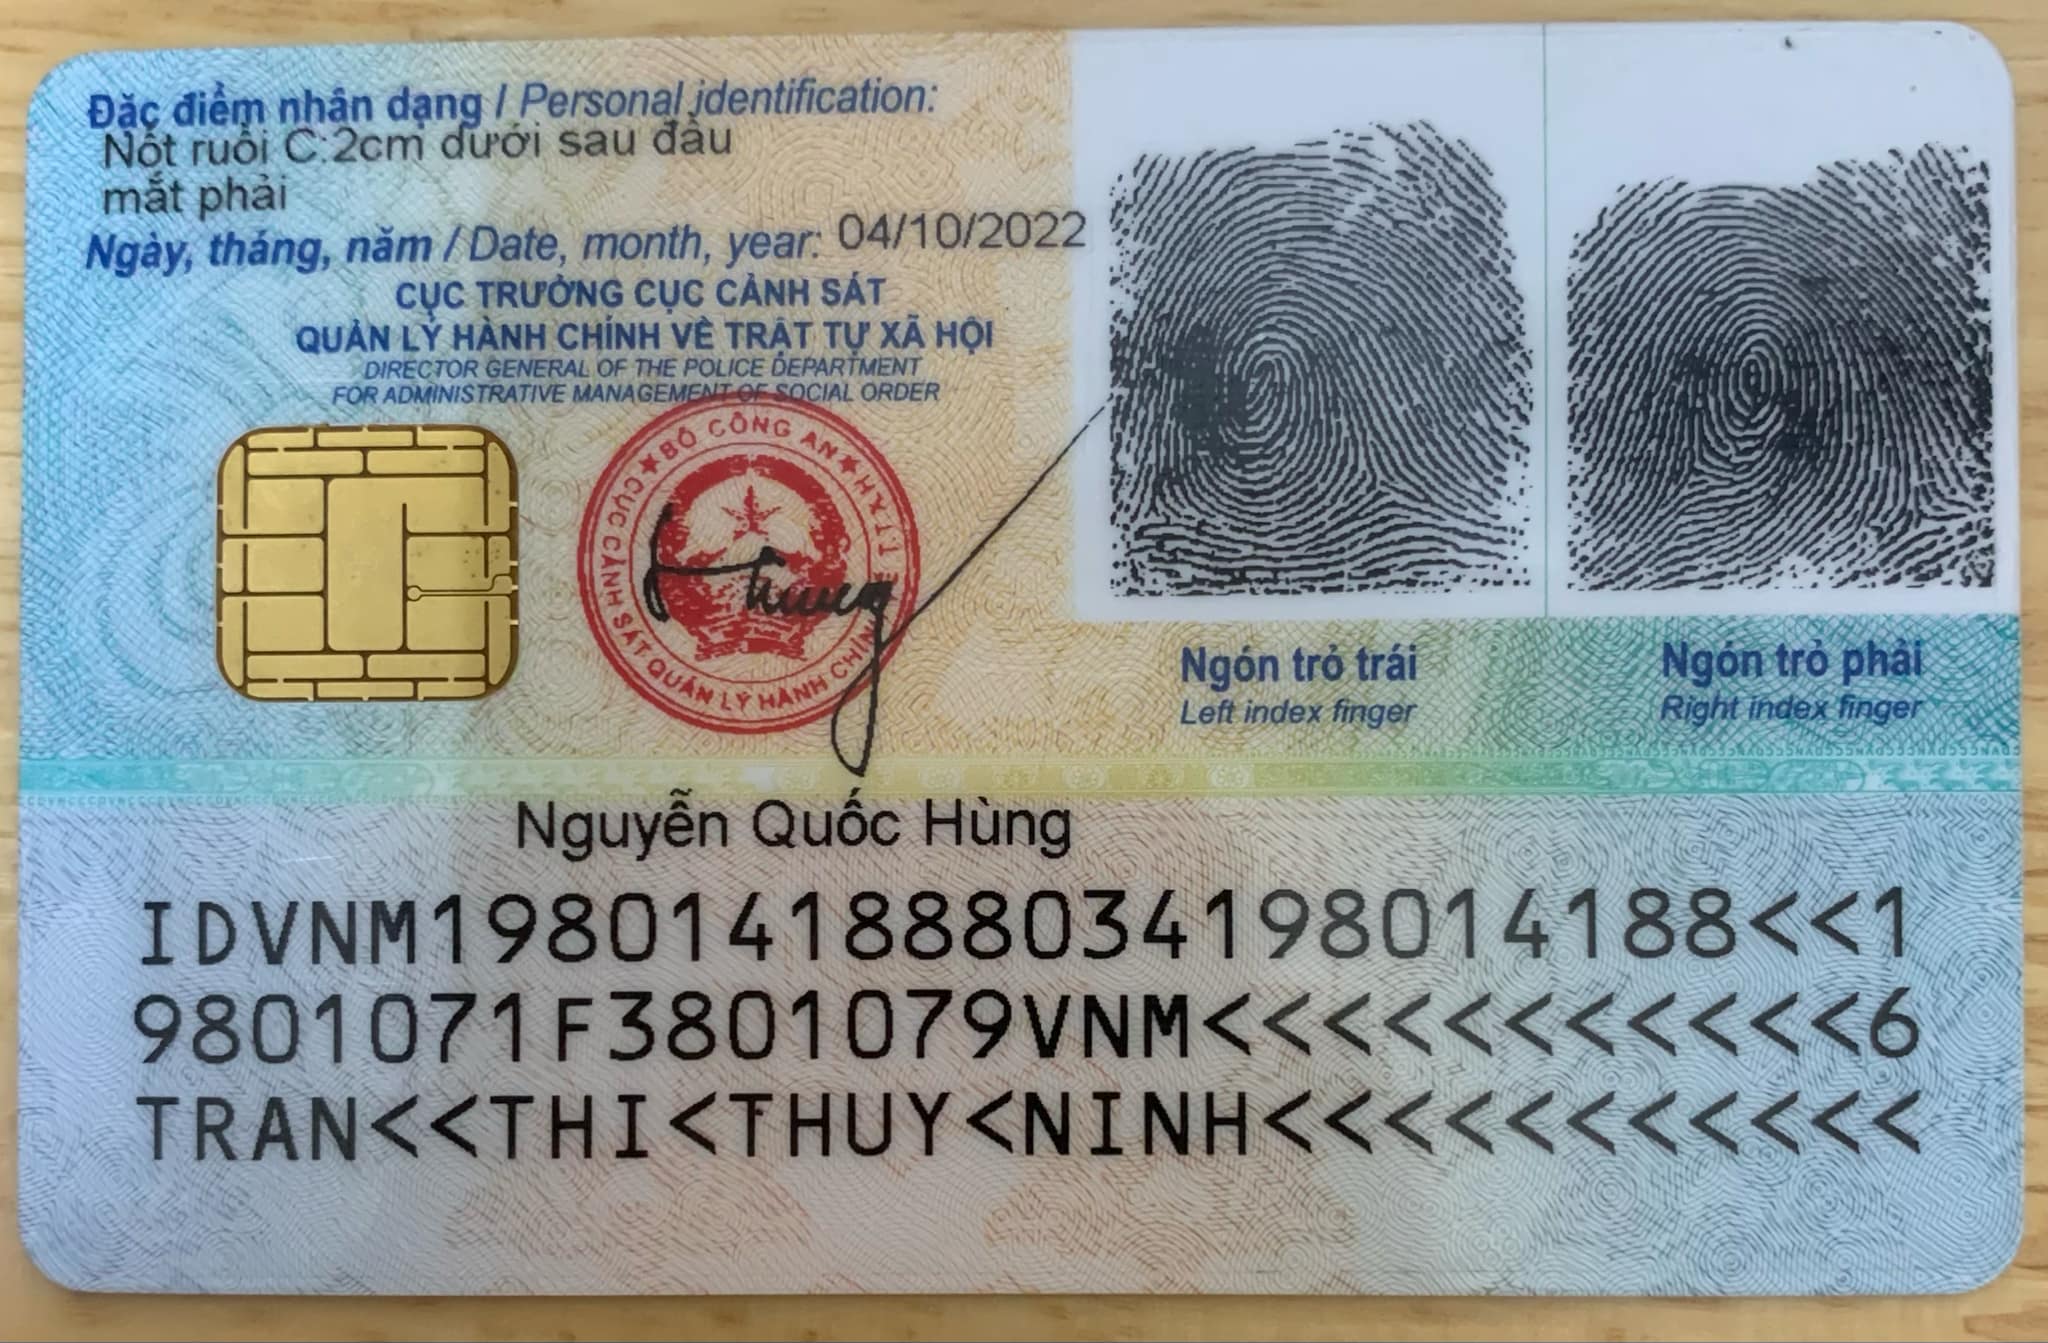 Đặc điểm nhân dạng / Personal identification:
Nốt ruồi C:2cm dưới sau đầu
mắt phải
Ngày, tháng, năm / Date, month, year: 04/10/2022
CỤC TRƯỞNG CỤC CẢNH SÁT
QUẢN LÝ HÀNH CHÍNH VỀ TRẬT TỰ XÃ HỘI
DIRECTOR GENERAL OF THE POLICE DEPARTMENT
FOR ADMINISTRATIVE MANAGEMENT OF SOCIAL ORDER
★ BỘ CÔNG AN ★
CỤC CẢNH SÁT QUẢN LÝ HÀNH CHÍNH TTXH
Ngón trỏ trái
Left index finger
Ngón trỏ phải
Right index finger
Nguyễn Quốc Hùng
IDVNM1980141888034198014188<<1
9801071F3801079VNM<<<<<<<<<<<6
TRAN<<THI<THUY<NINH<<<<<<<<<<<